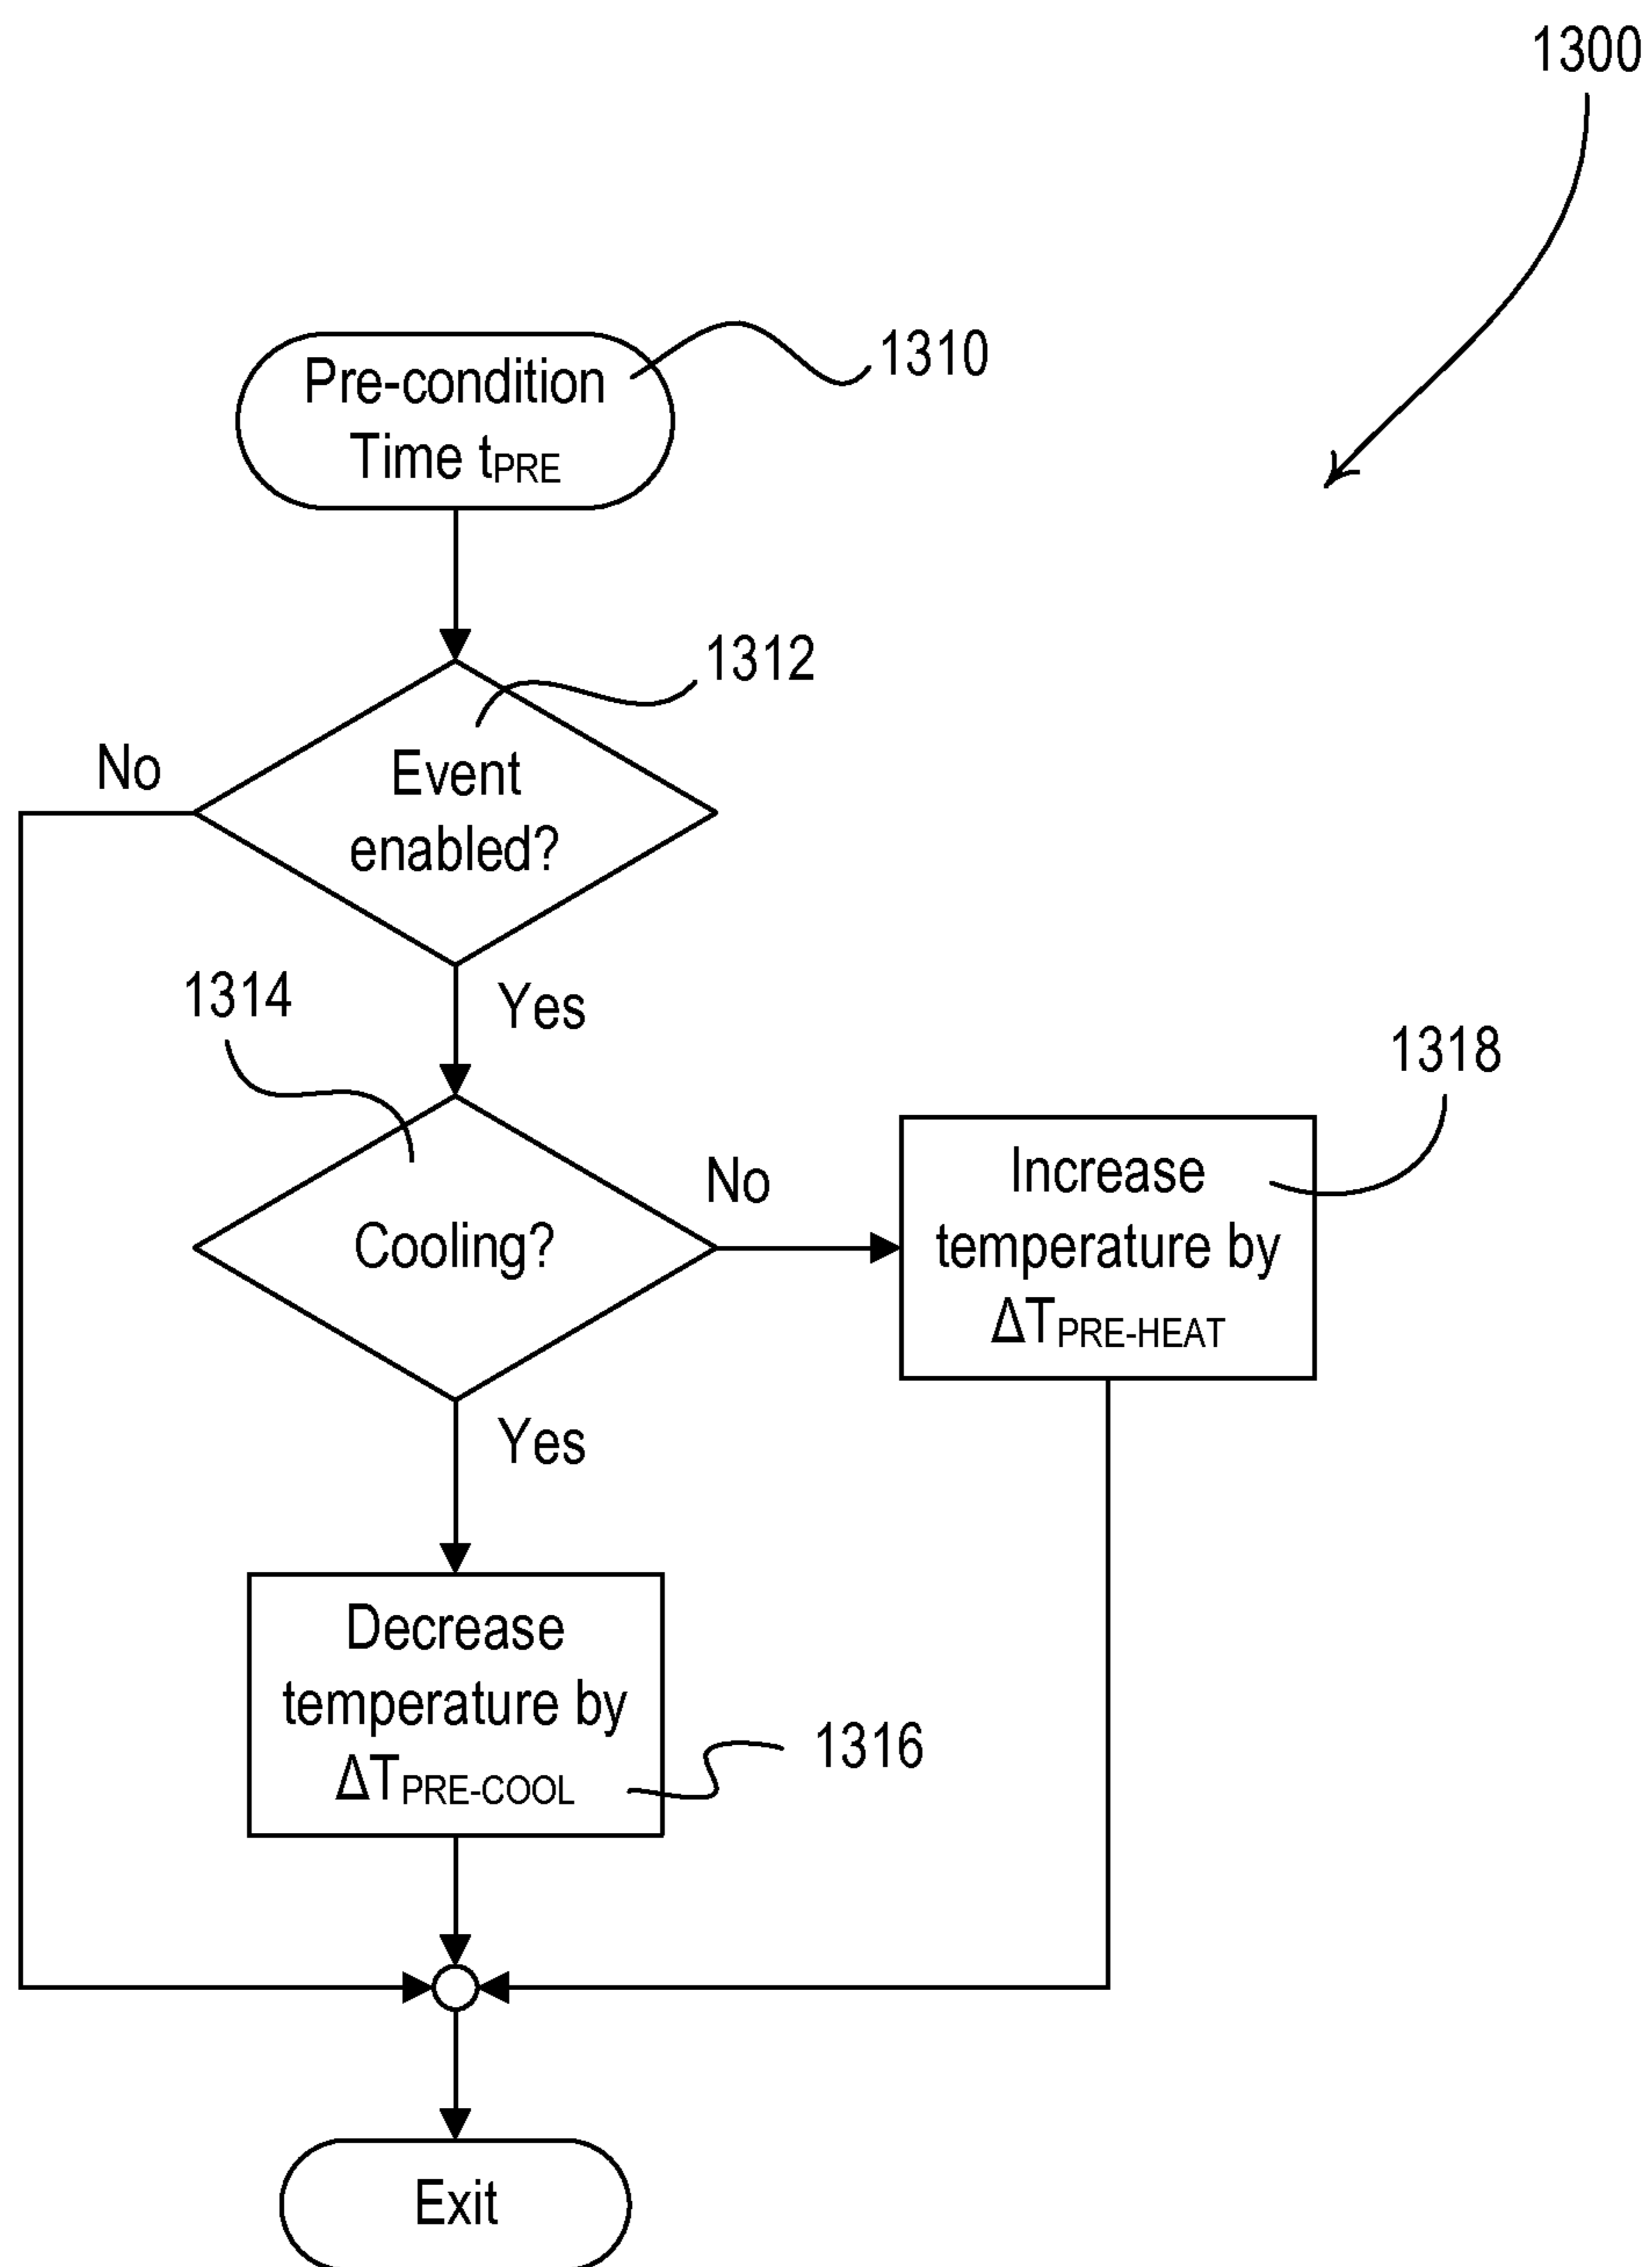 1300
Pre-condition
Time tPRE
1310
1312
No
Event
enabled?
Yes
1314
1318
Cooling?
No
Increase
temperature by
ΔTPRE-HEAT
Yes
Decrease
temperature by
ΔTPRE-COOL
1316
Exit